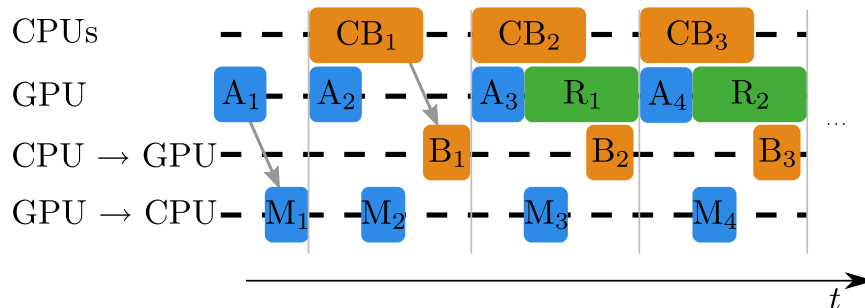 CPUs CB₁ CB₂ CB₃
GPU A₁ A₂ A₃ R₁ A₄ R₂
...
CPU → GPU B₁ B₂ B₃
GPU → CPU M₁ M₂ M₃ M₄
t